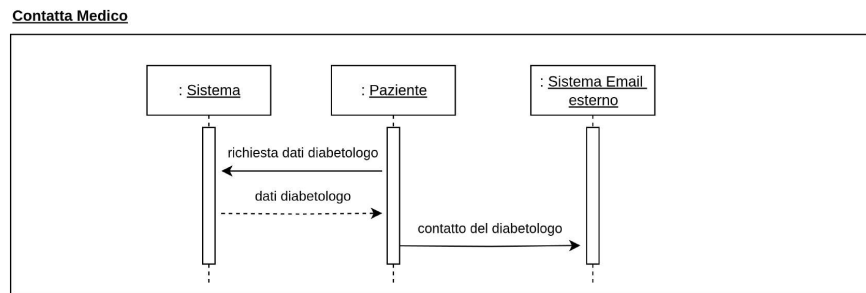 Contatta Medico
: Sistema
: Paziente
: Sistema Email
esterno
richiesta dati diabetologo
dati diabetologo
contatto del diabetologo